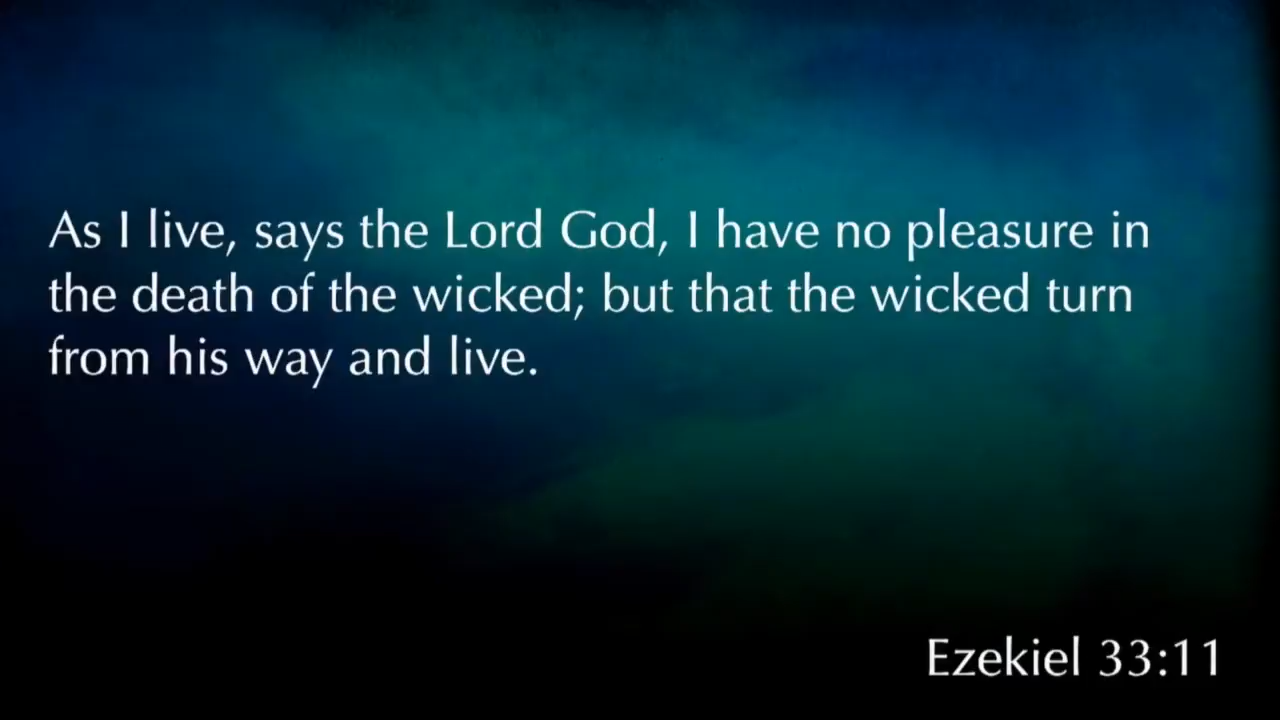 As I live, says the Lord God, I have no pleasure in
the death of the wicked; but that the wicked turn
from his way and live.
Ezekiel 33:11